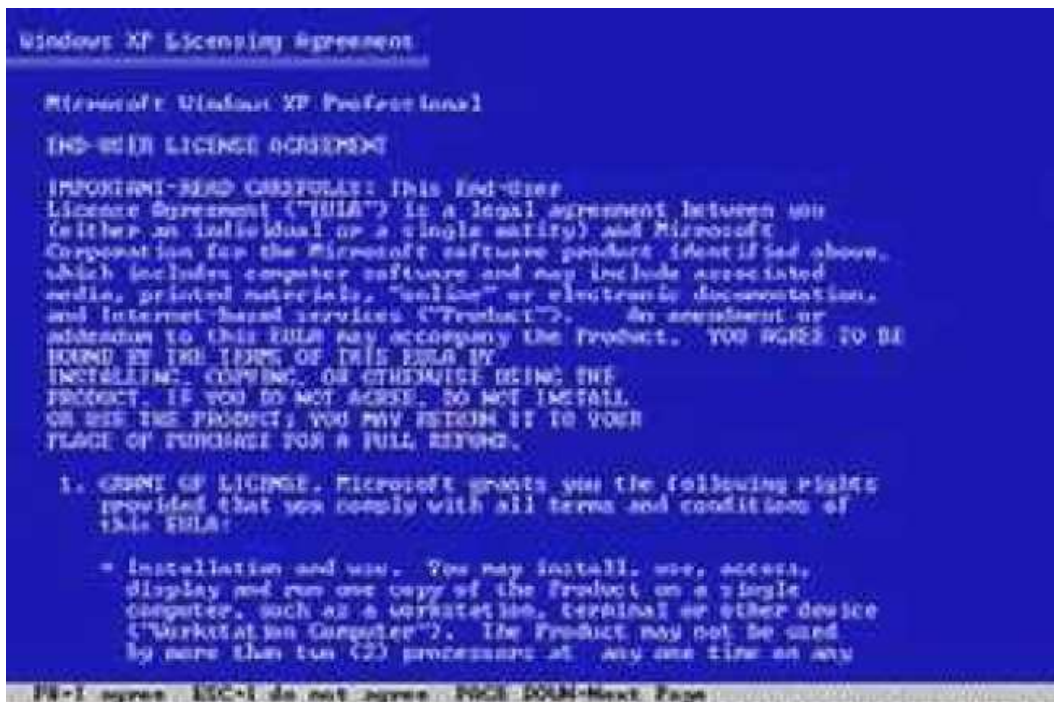 Windows XP Licensing Agreement
Microsoft Windows XP Professional
END-USER LICENSE AGREEMENT
IMPORTANT-READ CAREFULLY: This End-User
License Agreement ("EULA") is a legal agreement between you
(either an individual or a single entity) and Microsoft
Corporation for the Microsoft software product identified above,
which includes computer software and may include associated
media, printed materials, "online" or electronic documentation,
and Internet-based services ("Product"). An amendment or
addendum to this EULA may accompany the Product. YOU AGREE TO BE
BOUND BY THE TERMS OF THIS EULA BY
INSTALLING, COPYING, OR OTHERWISE USING THE
PRODUCT. IF YOU DO NOT AGREE, DO NOT INSTALL
OR USE THE PRODUCT; YOU MAY RETURN IT TO YOUR
PLACE OF PURCHASE FOR A FULL REFUND.
1. GRANT OF LICENSE. Microsoft grants you the following rights
provided that you comply with all terms and conditions of
this EULA:
* Installation and use. You may install, use, access,
display and run one copy of the Product on a single
computer, such as a workstation, terminal or other device
("Workstation Computer"). The Product may not be used
by more than two (2) processors at any one time on any
F8=I agree ESC=I do not agree PAGE DOWN=Next Page